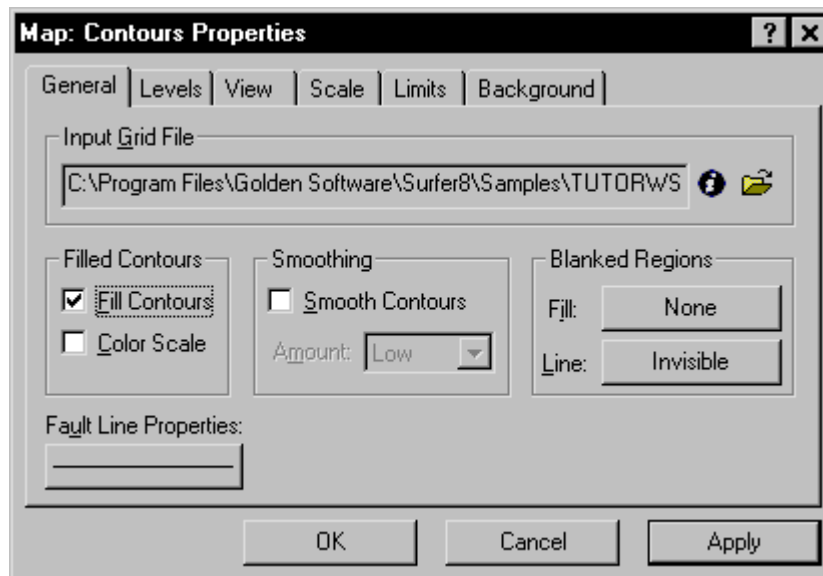 Map: Contours Properties
General Levels View Scale Limits Background
Input Grid File
C:\Program Files\Golden Software\Surfer8\Samples\TUTORWS
Filled Contours
Fill Contours
Color Scale
Smoothing
Smooth Contours
Amount: Low
Blanked Regions
Fill: None
Line: Invisible
Fault Line Properties:
OK Cancel Apply